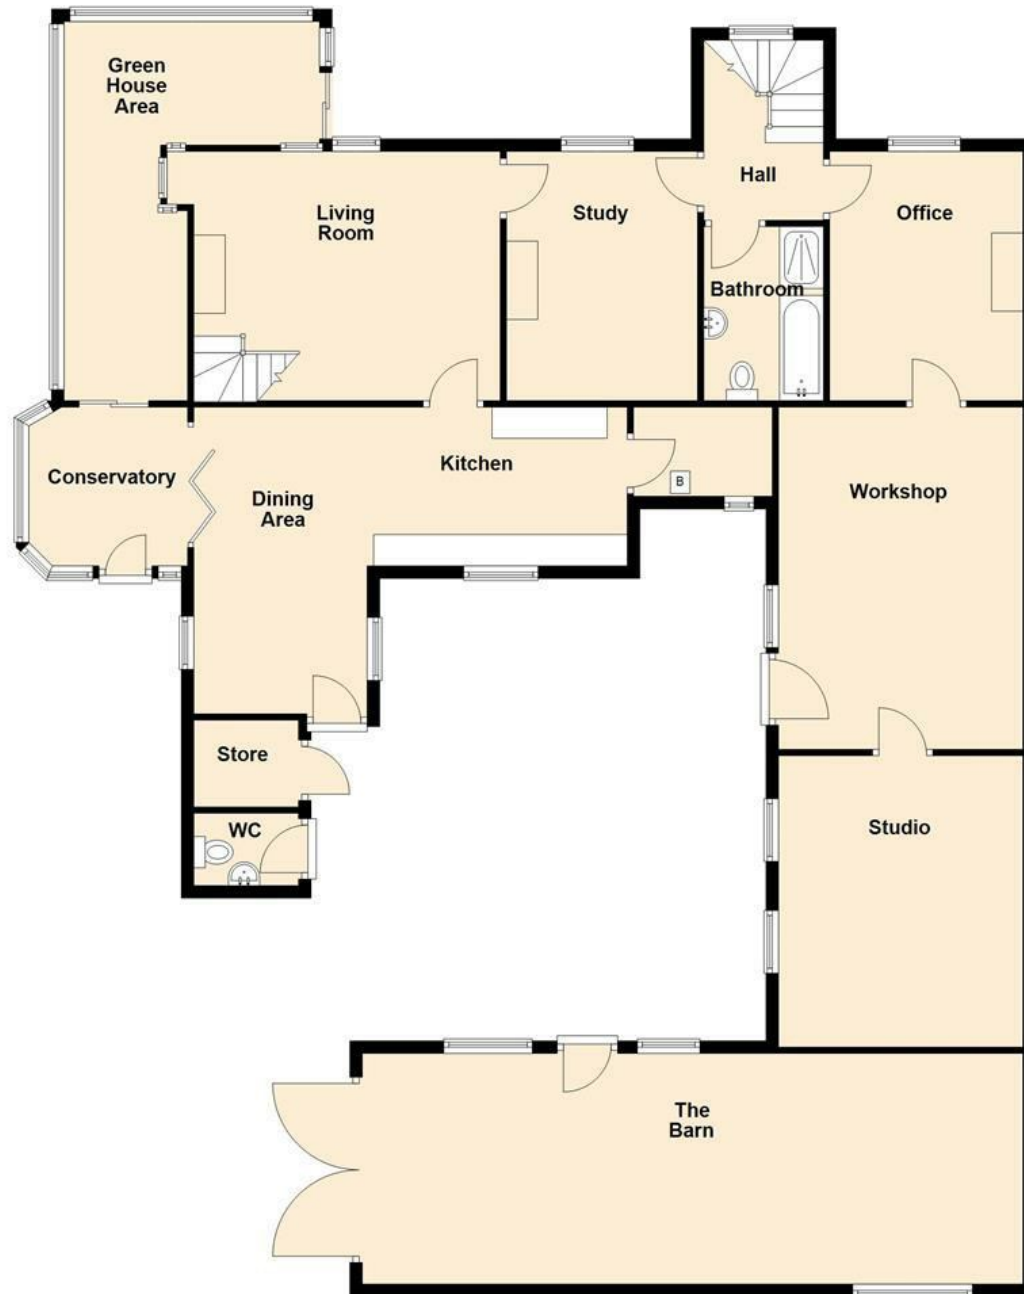 Green
House
Area
Living
Room
Study
Hall
Office
Bathroom
Conservatory
Dining
Area
Kitchen
B
Workshop
Store
WC
Studio
The
Barn